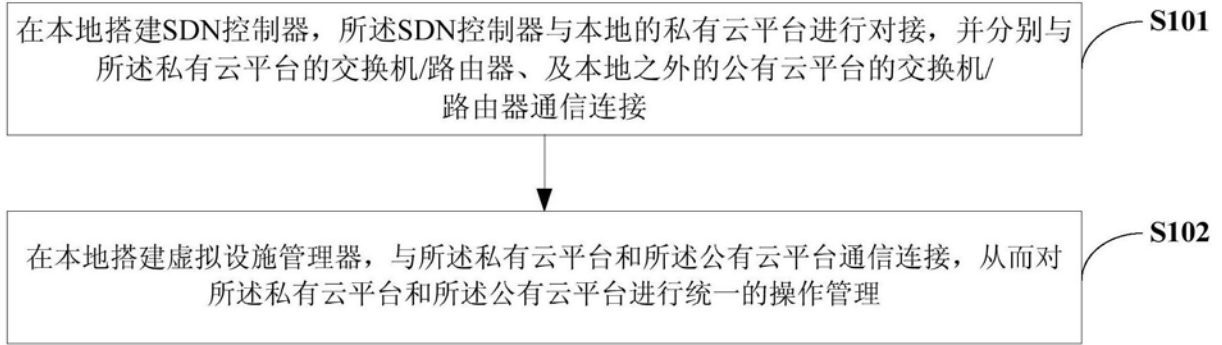 在本地搭建SDN控制器，所述SDN控制器与本地的私有云平台进行对接，并分别与
所述私有云平台的交换机/路由器、及本地之外的公有云平台的交换机/
路由器通信连接
S101
在本地搭建虚拟设施管理器，与所述私有云平台和所述公有云平台通信连接，从而对
所述私有云平台和所述公有云平台进行统一的操作管理
S102